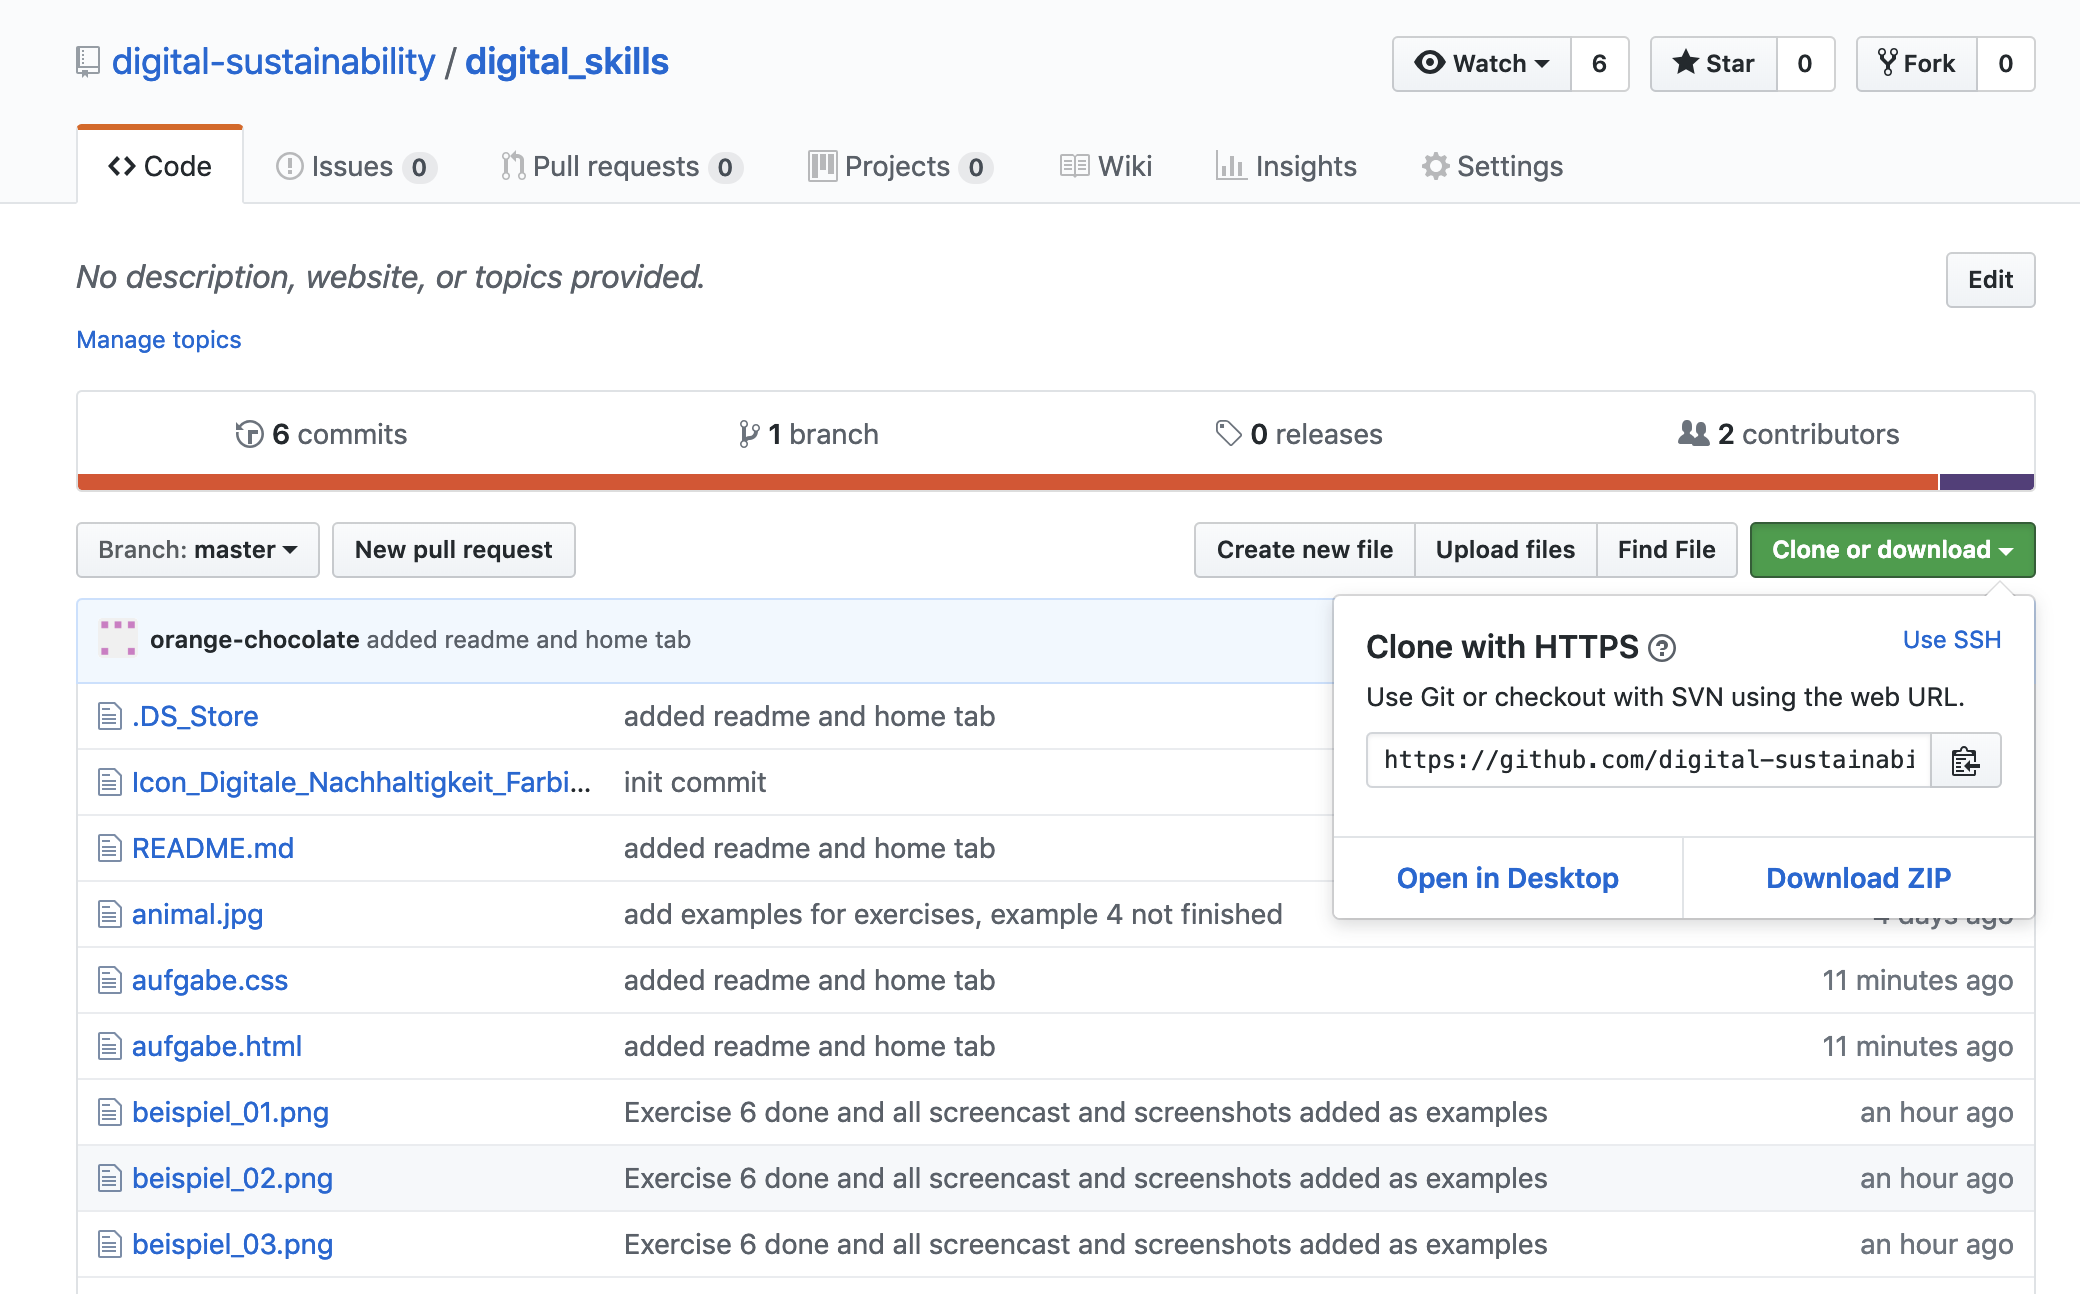 digital-sustainability / digital_skills
Watch 6 Star 0 Fork 0
Code Issues 0 Pull requests 0 Projects 0 Wiki Insights Settings
No description, website, or topics provided.
Edit
Manage topics
6 commits 1 branch 0 releases 2 contributors
Branch: master New pull request Create new file Upload files Find File Clone or download
orange-chocolate added readme and home tab
Clone with HTTPS ? Use SSH
Use Git or checkout with SVN using the web URL.
https://github.com/digital-sustainabi
Open in Desktop Download ZIP
.DS_Store added readme and home tab
Icon_Digitale_Nachhaltigkeit_Farbi... init commit
README.md added readme and home tab
animal.jpg add examples for exercises, example 4 not finished 4 days ago
aufgabe.css added readme and home tab 11 minutes ago
aufgabe.html added readme and home tab 11 minutes ago
beispiel_01.png Exercise 6 done and all screencast and screenshots added as examples an hour ago
beispiel_02.png Exercise 6 done and all screencast and screenshots added as examples an hour ago
beispiel_03.png Exercise 6 done and all screencast and screenshots added as examples an hour ago